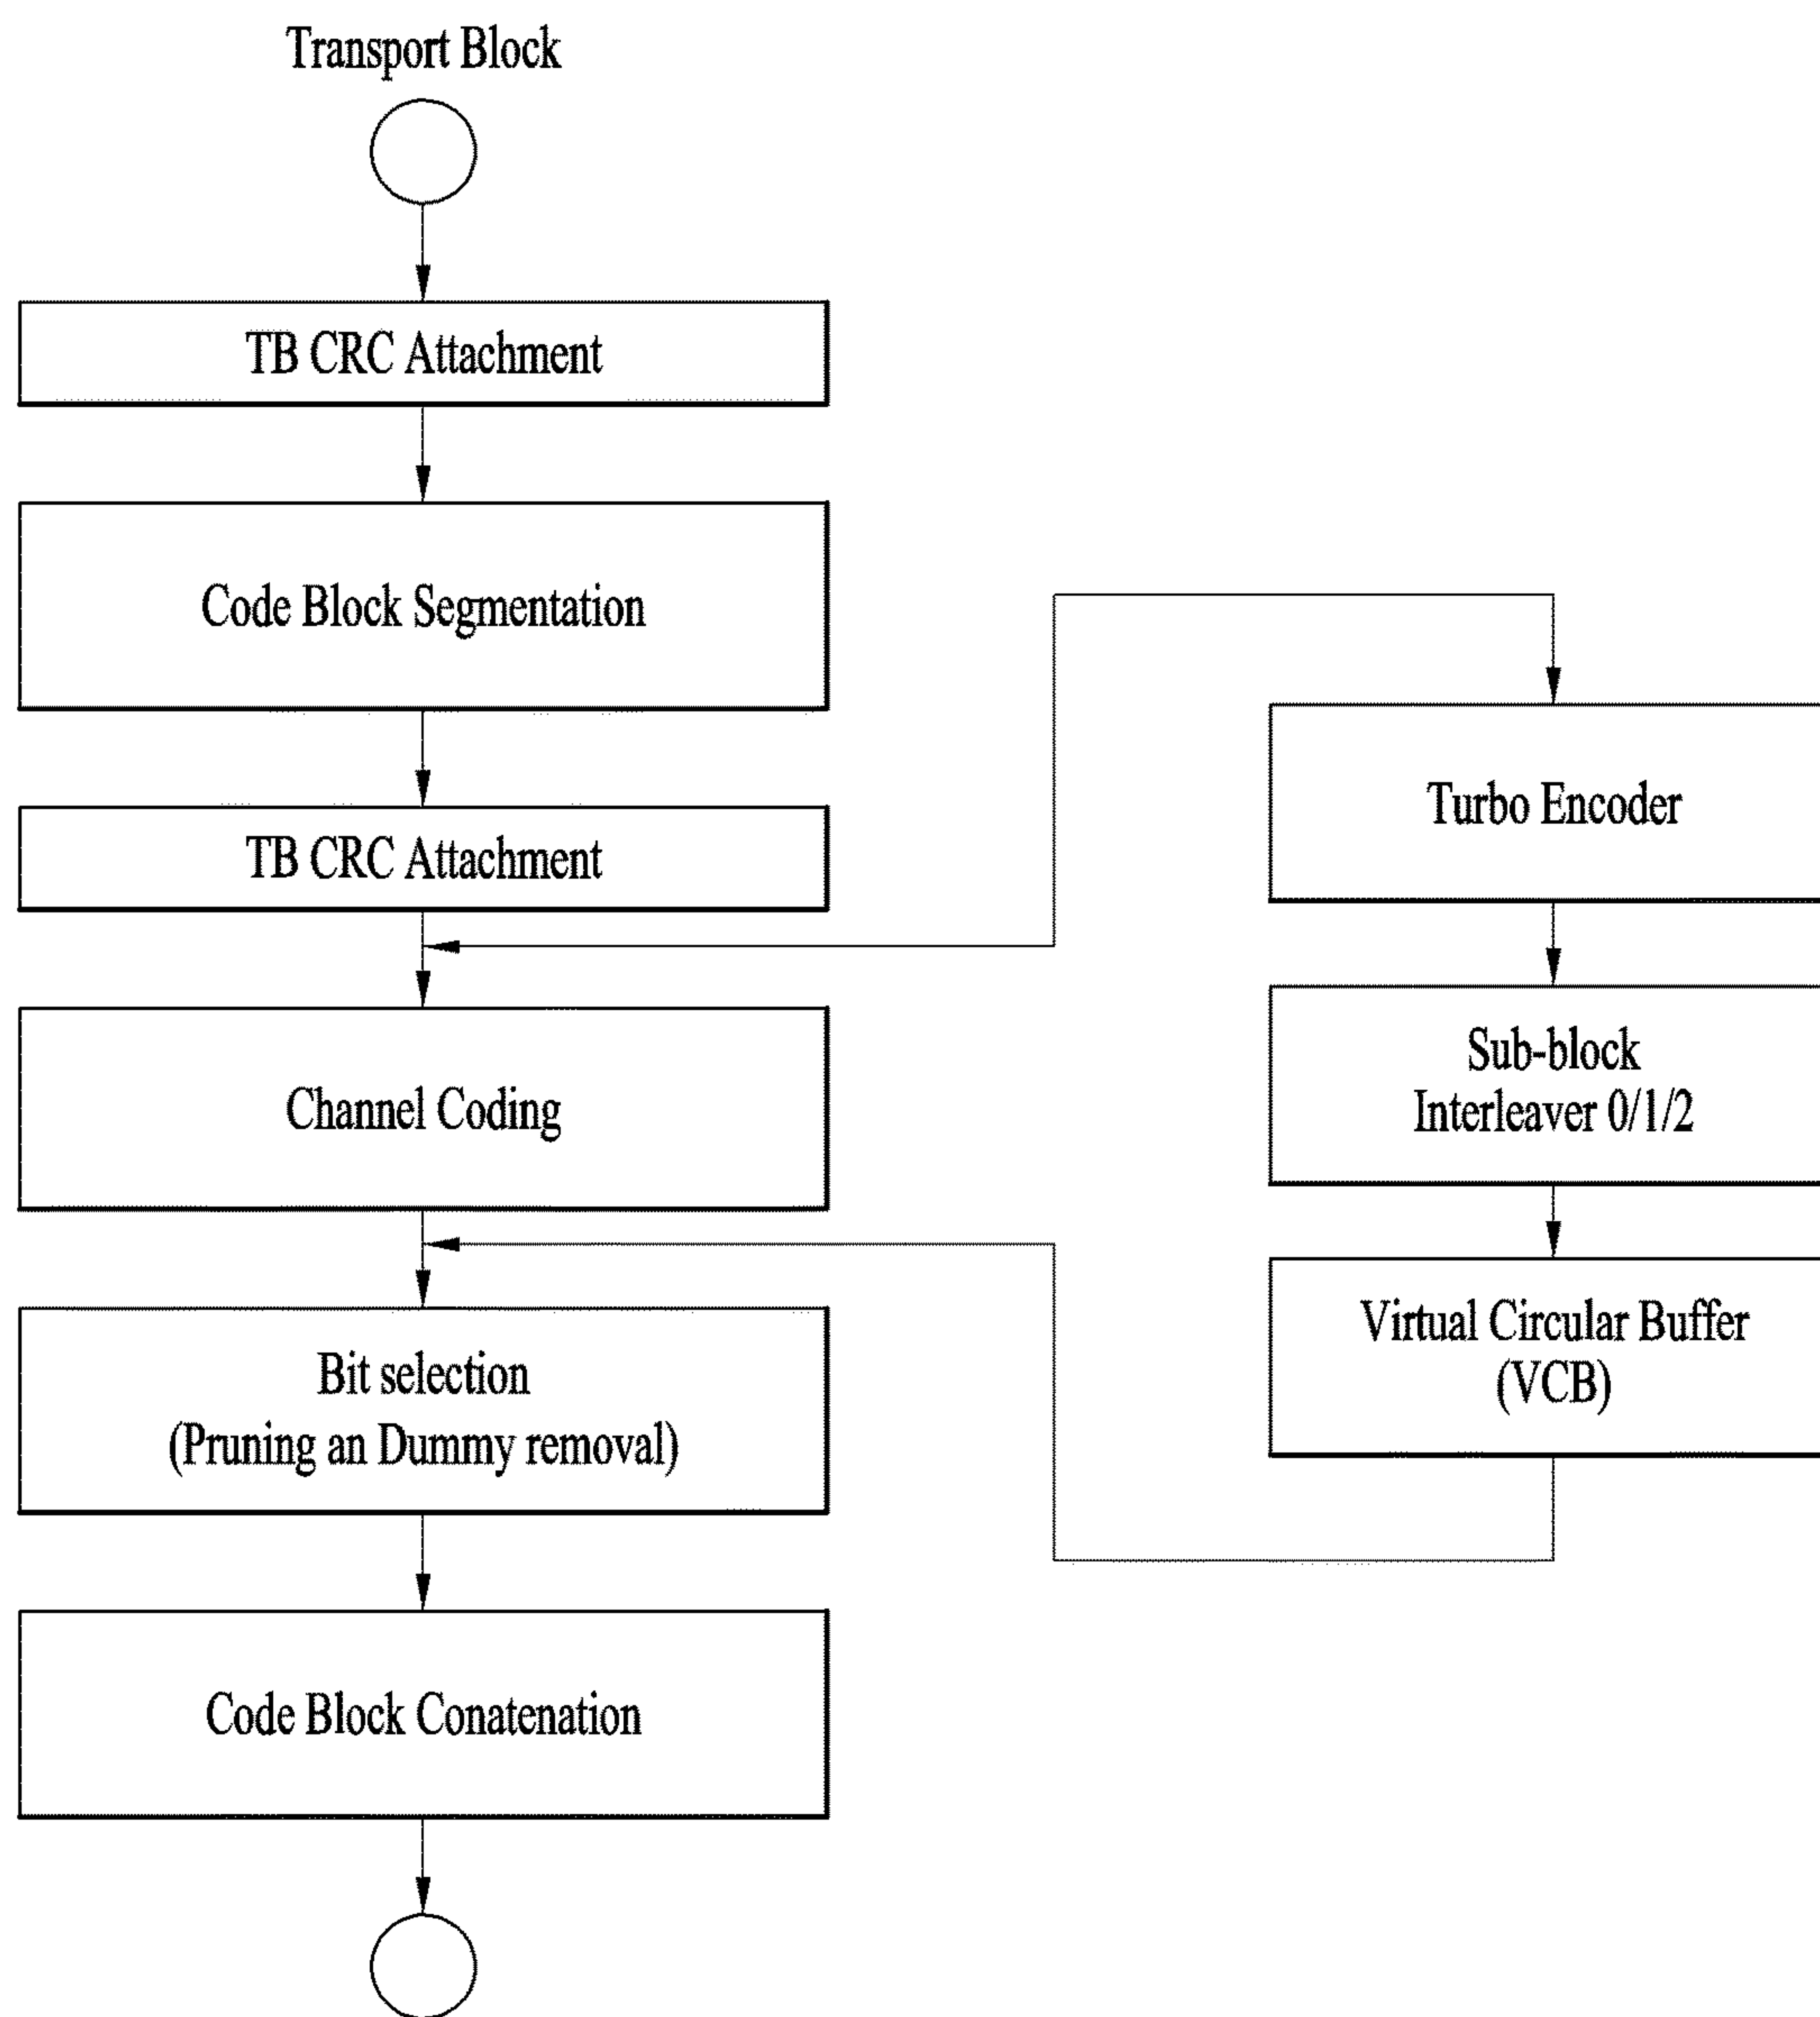 Transport Block
TB CRC Attachment
Code Block Segmentation
TB CRC Attachment
Channel Coding
Bit selection
(Pruning an Dummy removal)
Code Block Conatenation
Turbo Encoder
Sub-block
Interleaver 0/1/2
Virtual Circular Buffer
(VCB)